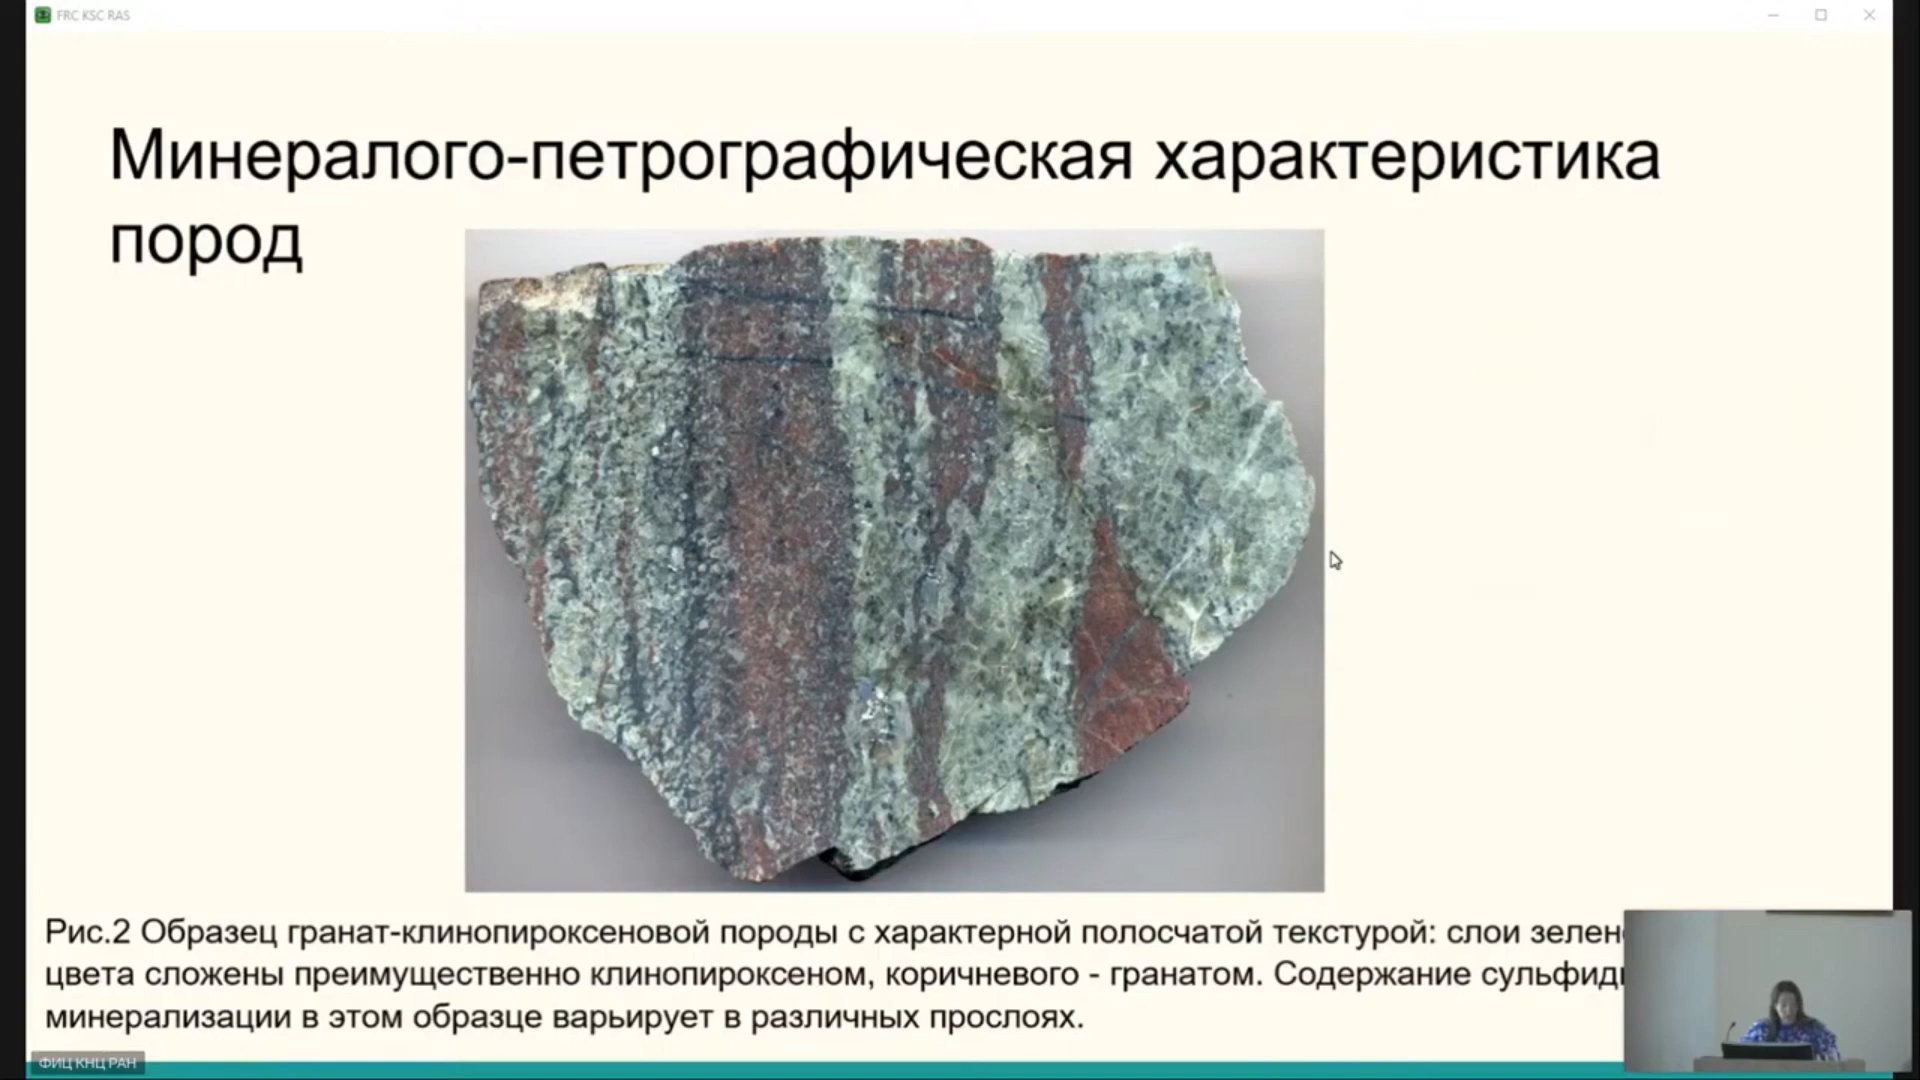 FRC KSC RAS
Минералого-петрографическая характеристика
пород
Рис.2 Образец гранат-клинопироксеновой породы с характерной полосчатой текстурой: слои
цвета сложены преимущественно клинопироксеном, коричневого - гранатом. Содержание
минерализации в этом образце варьирует в различных прослоях.
ФИЦ КНЦ РАН